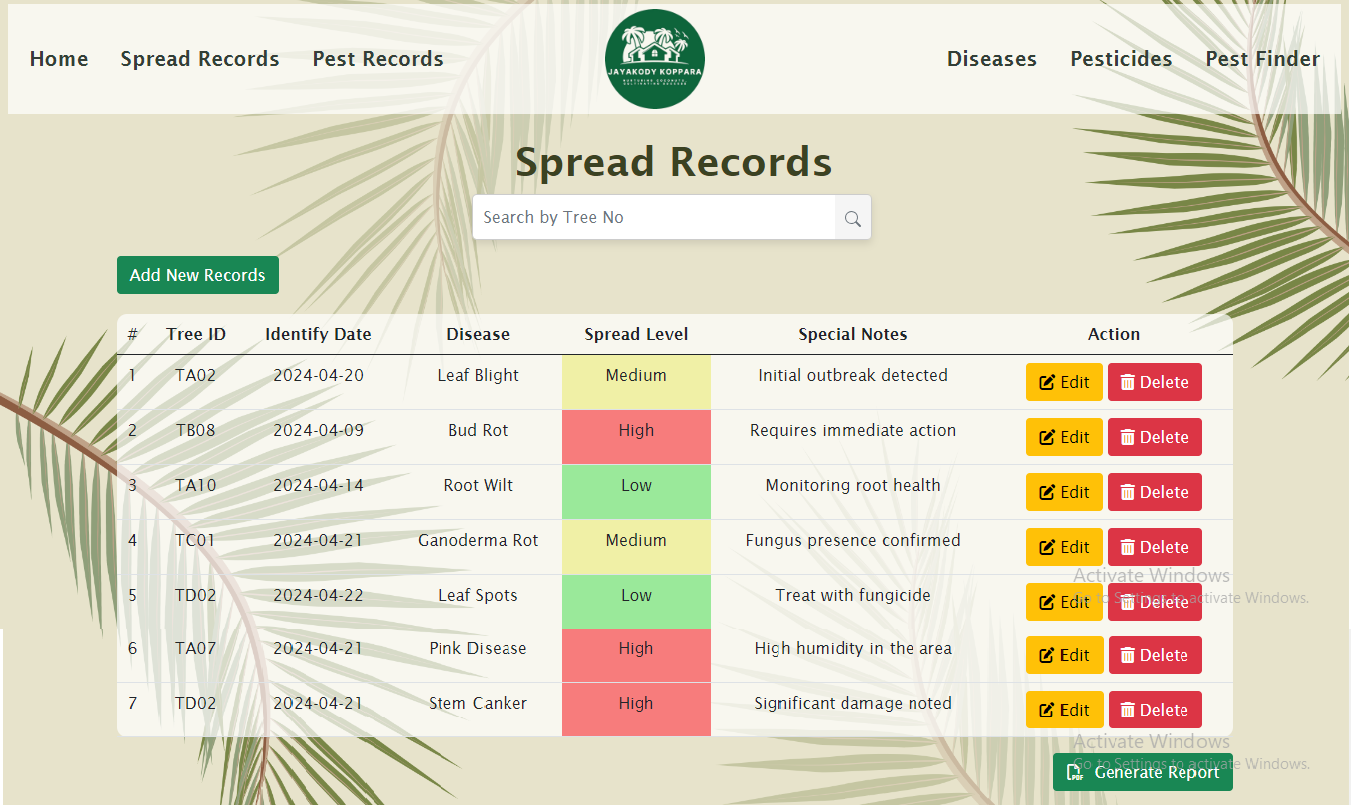 Home Spread Records Pest Records
JAYAKODY KOPPARA
Diseases Pesticides Pest Finder
Spread Records
Search by Tree No
Add New Records
# Tree ID Identify Date Disease Spread Level Special Notes Action
1 TA02 2024-04-20 Leaf Blight Medium Initial outbreak detected Edit Delete
2 TB08 2024-04-09 Bud Rot High Requires immediate action Edit Delete
3 TA10 2024-04-14 Root Wilt Low Monitoring root health Edit Delete
4 TC01 2024-04-21 Ganoderma Rot Medium Fungus presence confirmed Edit Delete
Activate Windows
5 TD02 2024-04-22 Leaf Spots Low Treat with fungicide Edit Delete
Go to Settings to activate Windows.
6 TA07 2024-04-21 Pink Disease High High humidity in the area Edit Delete
7 TD02 2024-04-21 Stem Canker High Significant damage noted Edit Delete
Activate Windows
Go to Settings to activate Windows.
PDF Generate Report